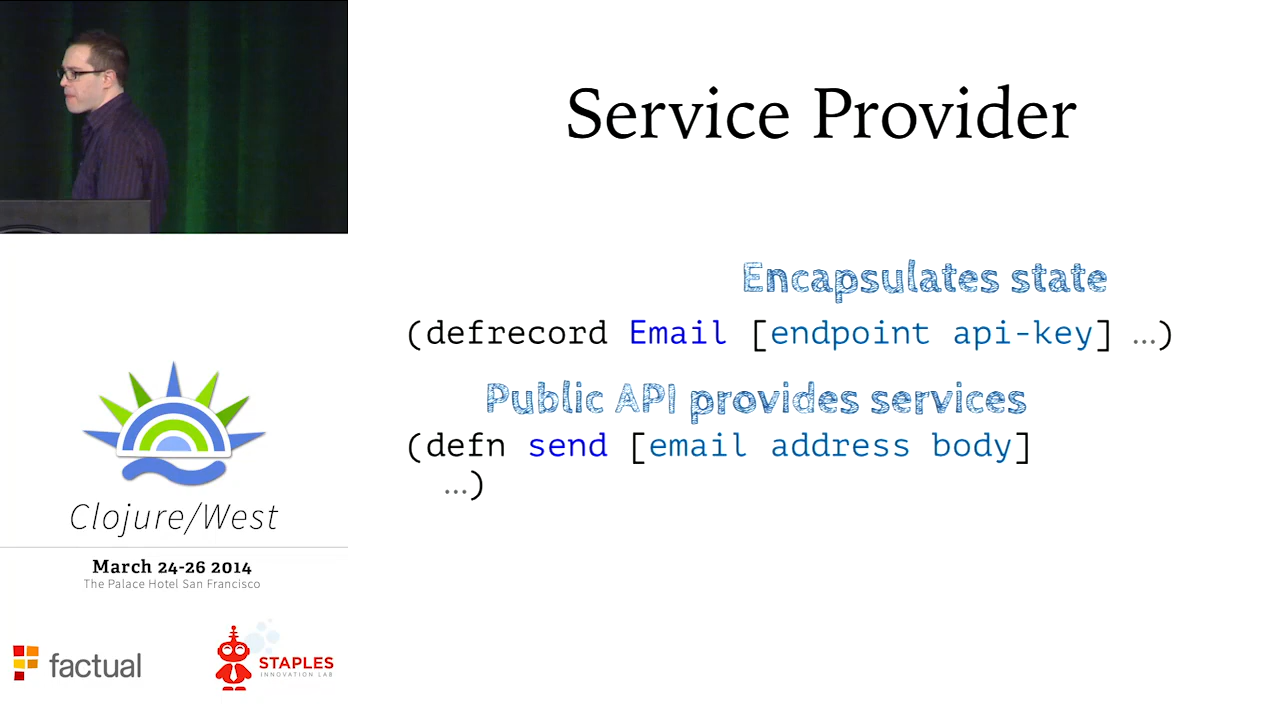 Service Provider
Encapsulates state
(defrecord Email [endpoint api-key] …)
Public API provides services
(defn send [email address body]
…)
Clojure/West
March 24-26 2014
The Palace Hotel San Francisco
factual
STAPLES
INNOVATION LAB